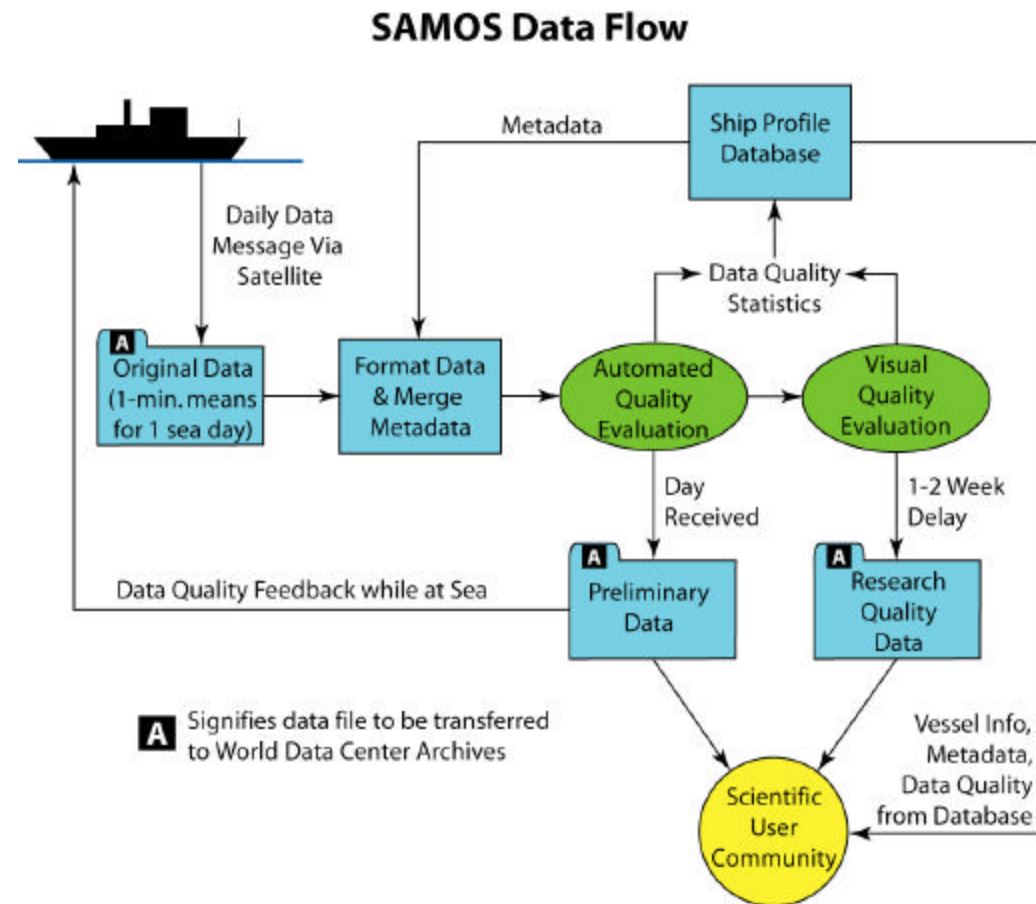 SAMOS Data Flow
Metadata
Ship Profile
Database
Daily Data
Message Via
Satellite
Data Quality
Statistics
A
Original Data
(1-min. means
for 1 sea day)
Format Data
& Merge
Metadata
Automated
Quality
Evaluation
Visual
Quality
Evaluation
Day
Received
1-2 Week
Delay
Data Quality Feedback while at Sea
A
Preliminary
Data
A
Research
Quality
Data
A
Signifies data file to be transferred
to World Data Center Archives
Scientific
User
Community
Vessel Info,
Metadata,
Data Quality
from Database